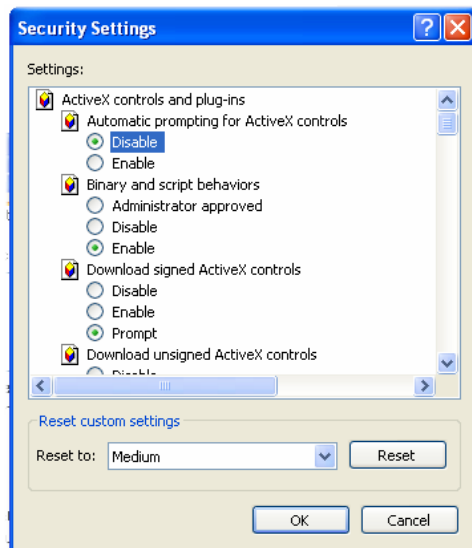 Security Settings
Settings:
ActiveX controls and plug-ins
Automatic prompting for ActiveX controls
Disable
Enable
Binary and script behaviors
Administrator approved
Disable
Enable
Download signed ActiveX controls
Disable
Enable
Prompt
Download unsigned ActiveX controls
Reset custom settings
Reset to: Medium Reset
OK Cancel